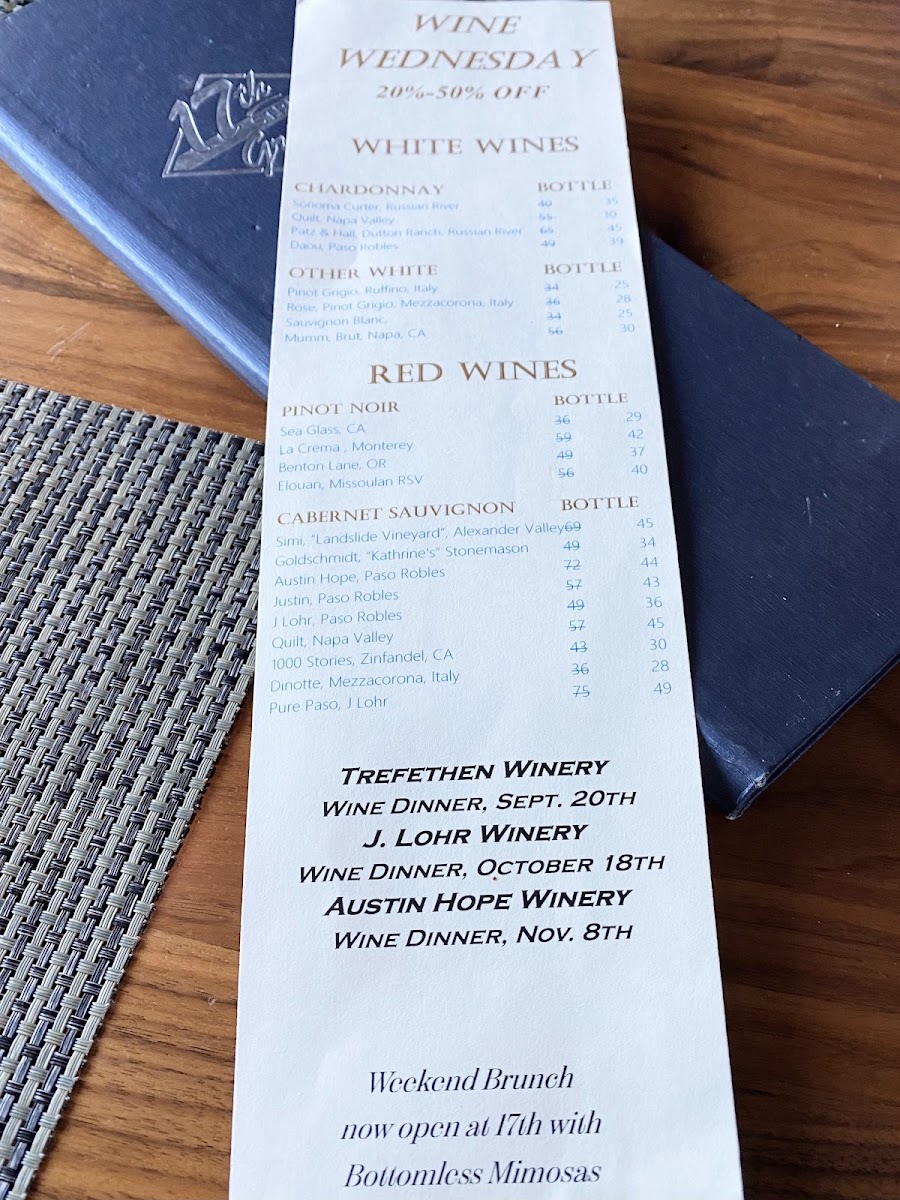 17th
WINE
WEDNESDAY
20%-50% OFF
WHITE WINES
CHARDONNAY BOTTLE
Sonoma Curter, Russian River 40 35
Quilt, Napa Valley 55 30
Patz & Hall, Dutton Ranch, Russian River 65 45
Daou, Paso Robles 49 39
OTHER WHITE BOTTLE
Pinot Grigio, Ruffino, Italy 34 25
Rose, Pinot Grigio, Mezzacorona, Italy 36 28
Sauvignon Blanc, 34 25
Mumm, Brut, Napa, CA 56 30
RED WINES
PINOT NOIR BOTTLE
Sea Glass, CA 36 29
La Crema , Monterey 59 42
Benton Lane, OR 49 37
Elouan, Missoulan RSV 56 40
CABERNET SAUVIGNON BOTTLE
Simi, "Landslide Vineyard", Alexander Valley 69 45
Goldschmidt, "Kathrine's" Stonemason 49 34
Austin Hope, Paso Robles 72 44
Justin, Paso Robles 57 43
J Lohr, Paso Robles 49 36
Quilt, Napa Valley 57 45
1000 Stories, Zinfandel, CA 43 30
Dinotte, Mezzacorona, Italy 36 28
Pure Paso, J Lohr 75 49
TREFETHEN WINERY
WINE DINNER, SEPT. 20TH
J. LOHR WINERY
WINE DINNER, OCTOBER 18TH
AUSTIN HOPE WINERY
WINE DINNER, NOV. 8TH
Weekend Brunch
now open at 17th with
Bottomless Mimosas